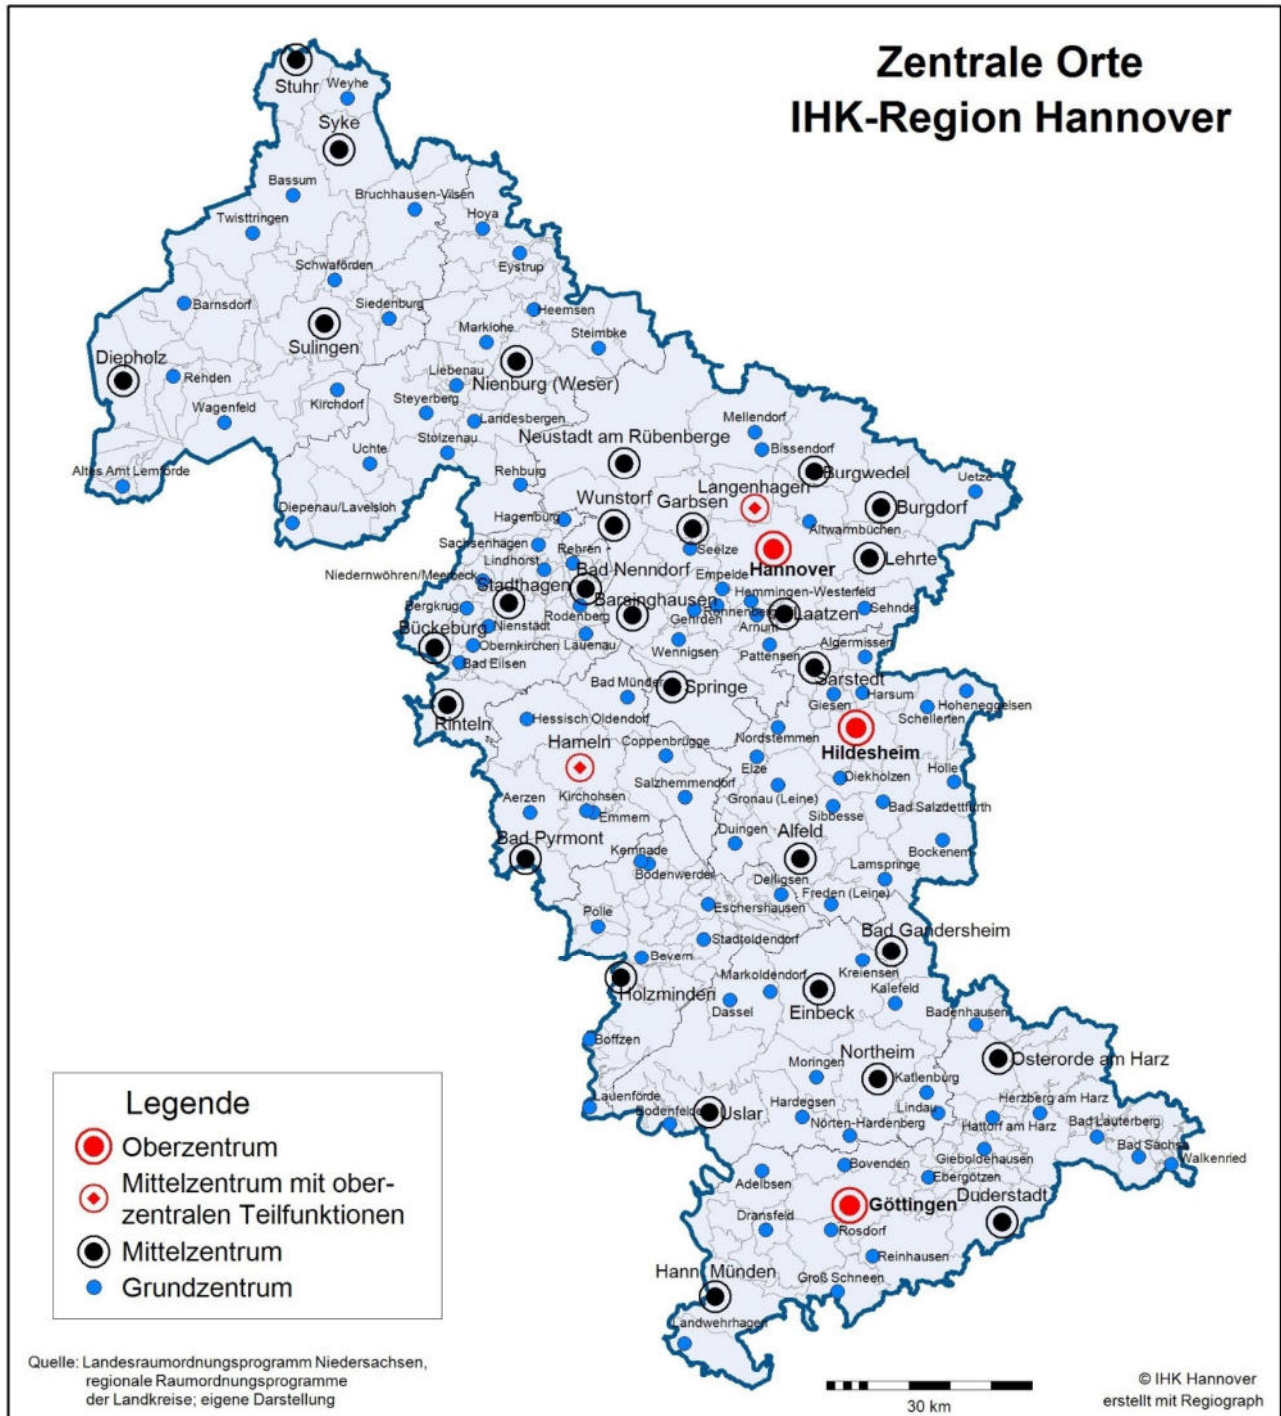 Zentrale Orte
IHK-Region Hannover
Stuhr
Weyhe
Syke
Bassum
Bruchhausen-Vilsen
Twisttringen
Hoya
Eystrup
Schwaförden
Barnsdorf
Siedenburg
Heemsen
Marklohe
Steimbke
Sulingen
Diepholz
Rehden
Liebenau
Nienburg (Weser)
Wagenfeld
Kirchdorf
Steyerberg
Landesbergen
Stolzenau
Uchte
Altes Amt Lemförde
Diepenau/Lavelsloh
Mellendorf
Neustadt am Rübenberge
Bissendorf
Rehburg
Burgwedel
Uetze
Langenhagen
Wunstorf
Garbsen
Burgdorf
Hagenburg
Altwarmbüchen
Sachsenhagen
Rehren
Seelze
Hannover
Lehrte
Lindhorst
Bad Nenndorf
Niedernwöhren/Meerbeck
Stadthagen
Empelde
Hemmingen-Westerfeld
Barsinghausen
Ronnenberg
Bergkrug
Rodenberg
Gehrden
Arnum
Laatzen
Sehnde
Nienstädt
Bückeburg
Obernkirchen
Lauenau
Wennigsen
Pattensen
Algermissen
Bad Eilsen
Sarstedt
Bad Münder
Springe
Giesen
Harsum
Hoheneggelsen
Schellerten
Rinteln
Hessisch Oldendorf
Hameln
Coppenbrügge
Nordstemmen
Hildesheim
Elze
Diekholzen
Holle
Salzhemmendorf
Gronau (Leine)
Aerzen
Kirchohsen
Emmern
Sibbesse
Bad Salzdetfurth
Bad Pyrmont
Duingen
Alfeld
Bockenem
Kemnade
Bodenwerder
Lamspringe
Delligsen
Freden (Leine)
Eschershausen
Polle
Stadtoldendorf
Bad Gandersheim
Bevern
Kreiensen
Holzminden
Markoldendorf
Kalefeld
Dassel
Einbeck
Badenhausen
Boffzen
Northeim
Osterorde am Harz
Moringen
Katlenburg
Lauenförde
Bodenfelde
Uslar
Hardegsen
Lindau
Herzberg am Harz
Nörten-Hardenberg
Hattorf am Harz
Bad Lauterberg
Bad Sachsa
Walkenried
Gieboldehausen
Bovenden
Ebergötzen
Adelbsen
Duderstadt
Göttingen
Dransfeld
Rosdorf
Reinhausen
Hann. Münden
Groß Schneen
Landwehrhagen
Legende
Oberzentrum
Mittelzentrum mit ober-
zentralen Teilfunktionen
Mittelzentrum
Grundzentrum
Quelle: Landesraumordnungsprogramm Niedersachsen,
regionale Raumordnungsprogramme
der Landkreise; eigene Darstellung
30 km
© IHK Hannover
erstellt mit Regiograph